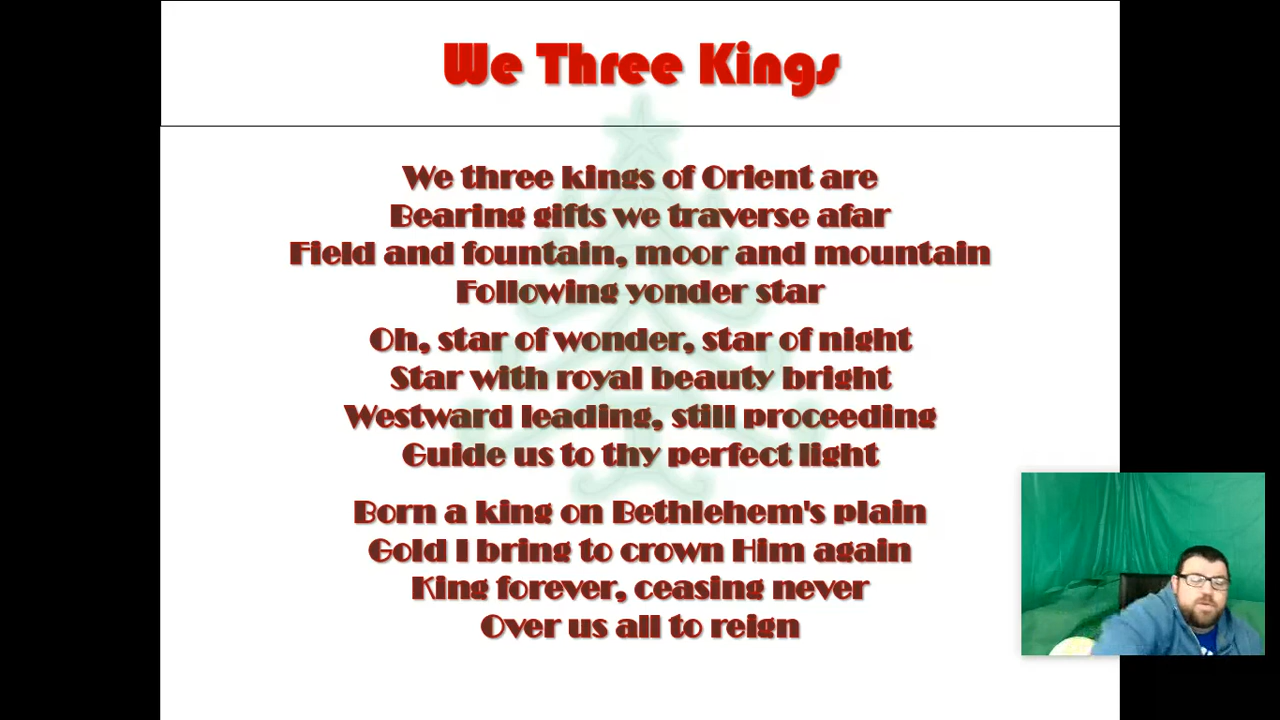 We Three Kings
We three kings of Orient are
Bearing gifts we traverse afar
Field and fountain, moor and mountain
Following yonder star
Oh, star of wonder, star of night
Star with royal beauty bright
Westward leading, still proceeding
Guide us to thy perfect light
Born a king on Bethlehem's plain
Gold I bring to crown Him again
King forever, ceasing never
Over us all to reign